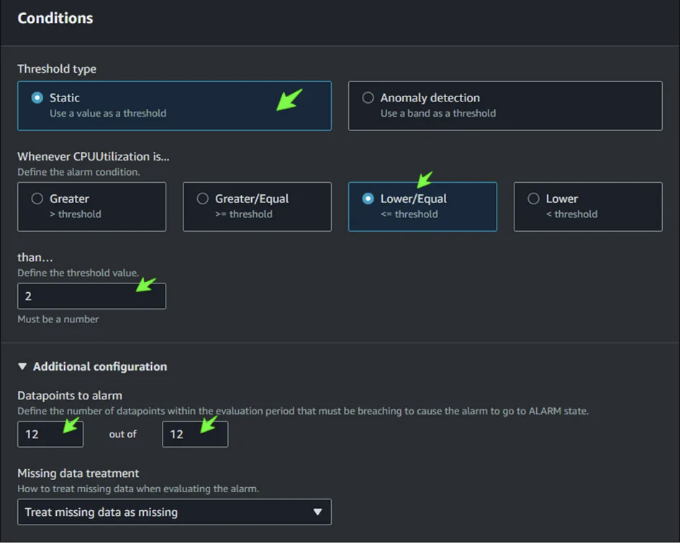 Conditions
Threshold type
Static
Use a value as a threshold
Anomaly detection
Use a band as a threshold
Whenever CPUUtilization is...
Define the alarm condition.
Greater
> threshold
Greater/Equal
>= threshold
Lower/Equal
<= threshold
Lower
< threshold
than...
Define the threshold value.
2
Must be a number
Additional configuration
Datapoints to alarm
Define the number of datapoints within the evaluation period that must be breaching to cause the alarm to go to ALARM state.
12 out of 12
Missing data treatment
How to treat missing data when evaluating the alarm.
Treat missing data as missing